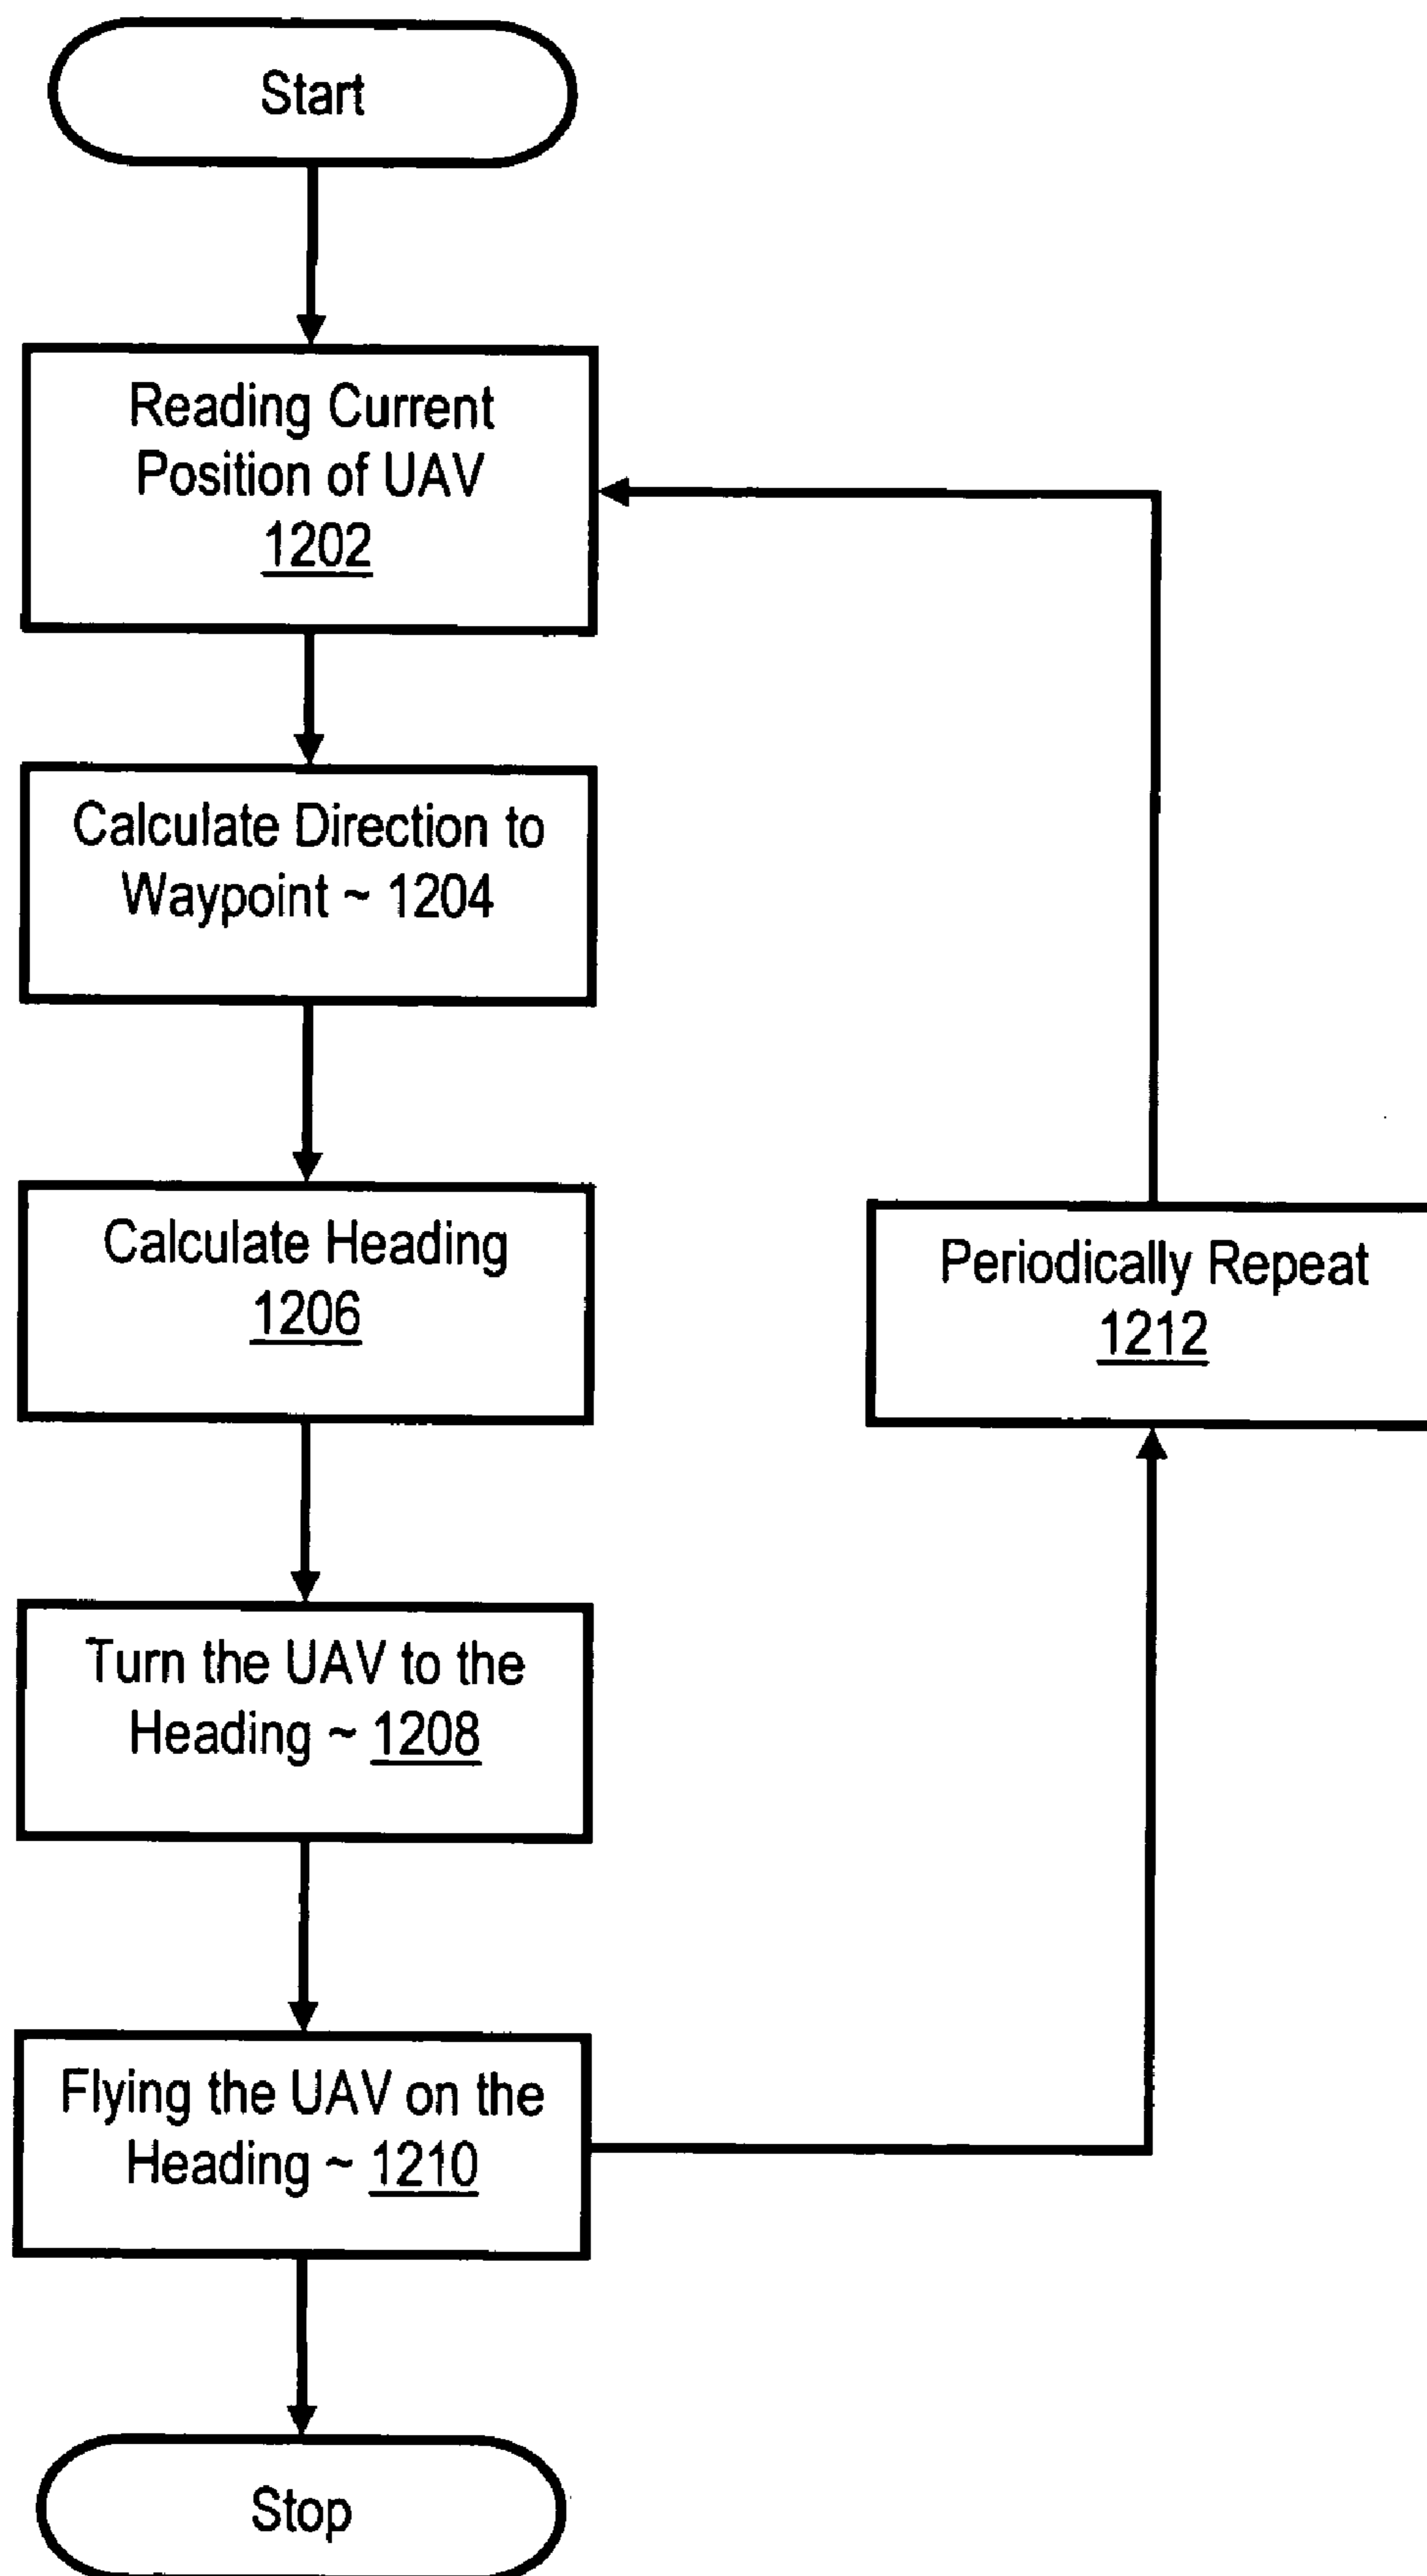 Start
Reading Current
Position of UAV
1202
Calculate Direction to
Waypoint ~ 1204
Calculate Heading
1206
Periodically Repeat
1212
Turn the UAV to the
Heading ~ 1208
Flying the UAV on the
Heading ~ 1210
Stop